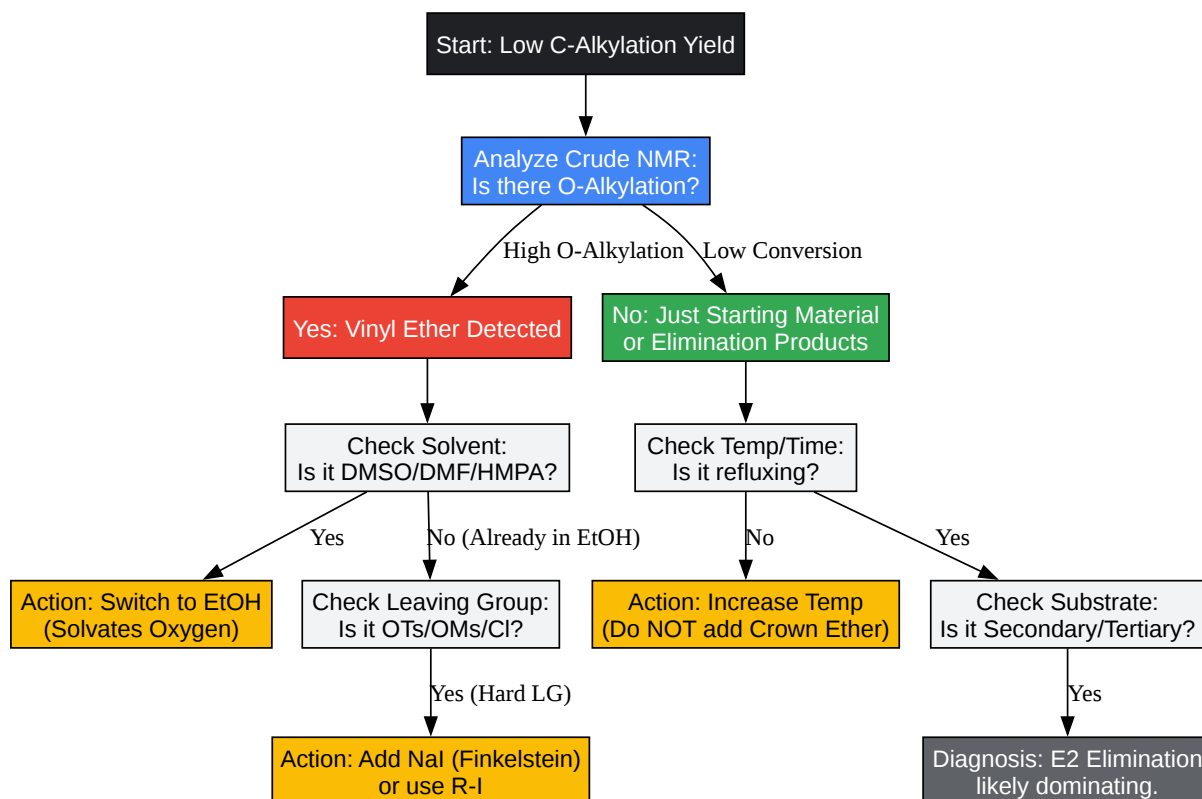 Start: Low C-Alkylation Yield
Analyze Crude NMR:
Is there O-Alkylation?
High O-Alkylation
Low Conversion
Yes: Vinyl Ether Detected
No: Just Starting Material
or Elimination Products
Check Solvent:
Is it DMSO/DMF/HMPA?
Check Temp/Time:
Is it refluxing?
Yes
No (Already in EtOH)
No
Yes
Action: Switch to EtOH
(Solvates Oxygen)
Check Leaving Group:
Is it OTs/OMs/Cl?
Action: Increase Temp
(Do NOT add Crown Ether)
Check Substrate:
Is it Secondary/Tertiary?
Yes (Hard LG)
Yes
Action: Add NaI (Finkelstein)
or use R-I
Diagnosis: E2 Elimination
likely dominating.